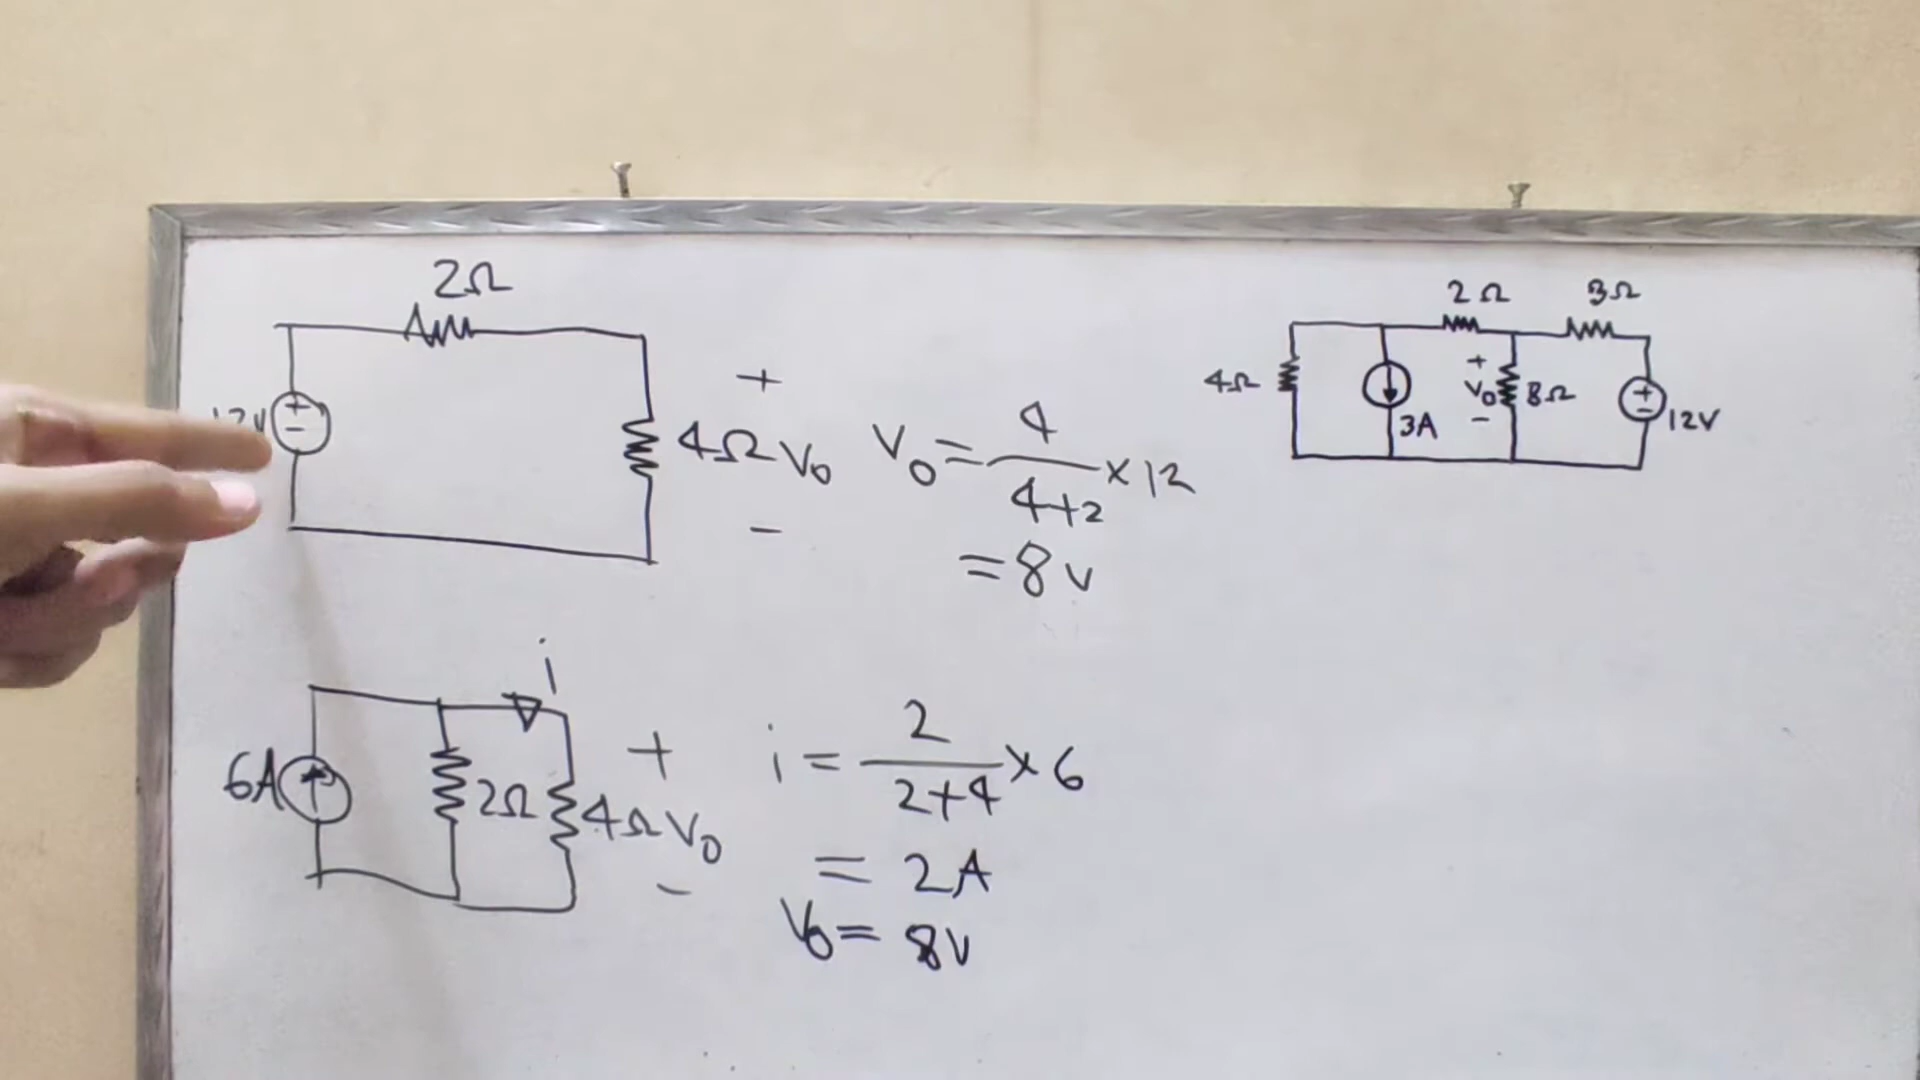 2Ω
12V
+
-
+
4Ω V₀
-
V₀ = 4/(4+2) × 12
= 8v
i
6A
2Ω
4Ω V₀
+
-
i = 2/(2+4) × 6
= 2A
V₀ = 8V
2Ω 3Ω
4Ω
3A
+
V₀
-
8Ω
+
-
12V